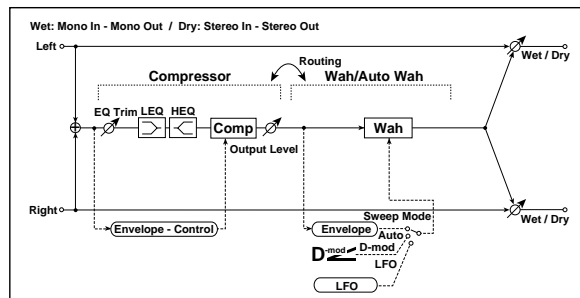 Wet: Mono In - Mono Out / Dry: Stereo In - Stereo Out
Left
Wet / Dry
Routing
Compressor
Wah/Auto Wah
EQ Trim
LEQ
HEQ
Comp
Wah
Output Level
Right
Wet / Dry
Sweep Mode
Envelope - Control
Envelope
Auto
D-mod
D-mod
LFO
LFO